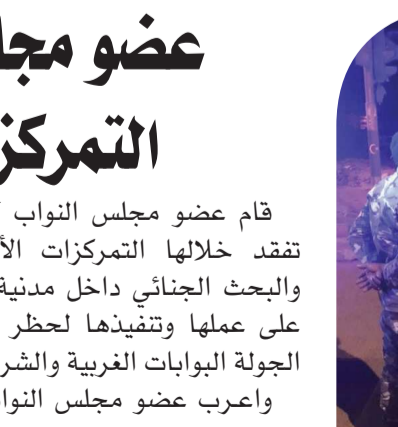 عضو مجل
التمركز
قام عضو مجلس النواب
تفقد خلالها التمركزات الأ
والبحث الجنائي داخل مدنية
على عملها وتنفيذها لحظر
الجولة البوابات الغربية والشر
واعرب عضو مجلس النوا